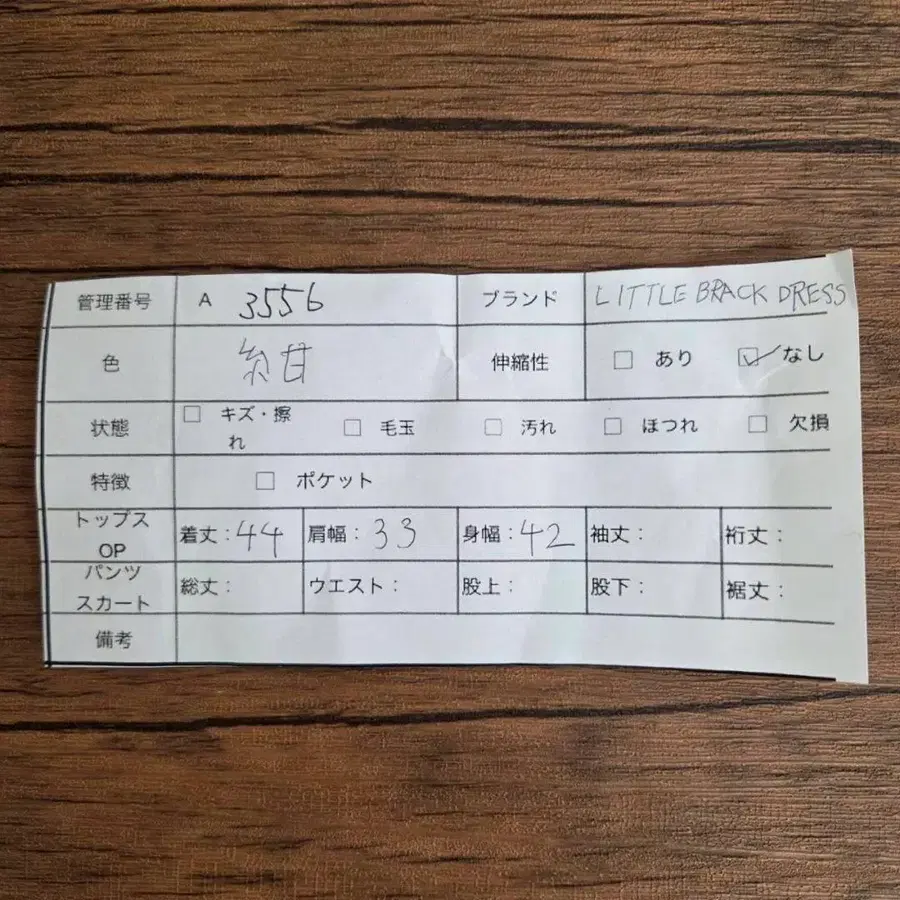 管理番号 A 3556 ブランド LITTLE BRACK DRESS
色 紺 伸縮性 □ あり ☑ なし
状態 □ キズ・擦れ □ 毛玉 □ 汚れ □ ほつれ □ 欠損
特徴 □ ポケット
トップス OP 着丈：44 肩幅：33 身幅：42 袖丈： 裄丈：
パンツ スカート 総丈： ウエスト： 股上： 股下： 裾丈：
備考